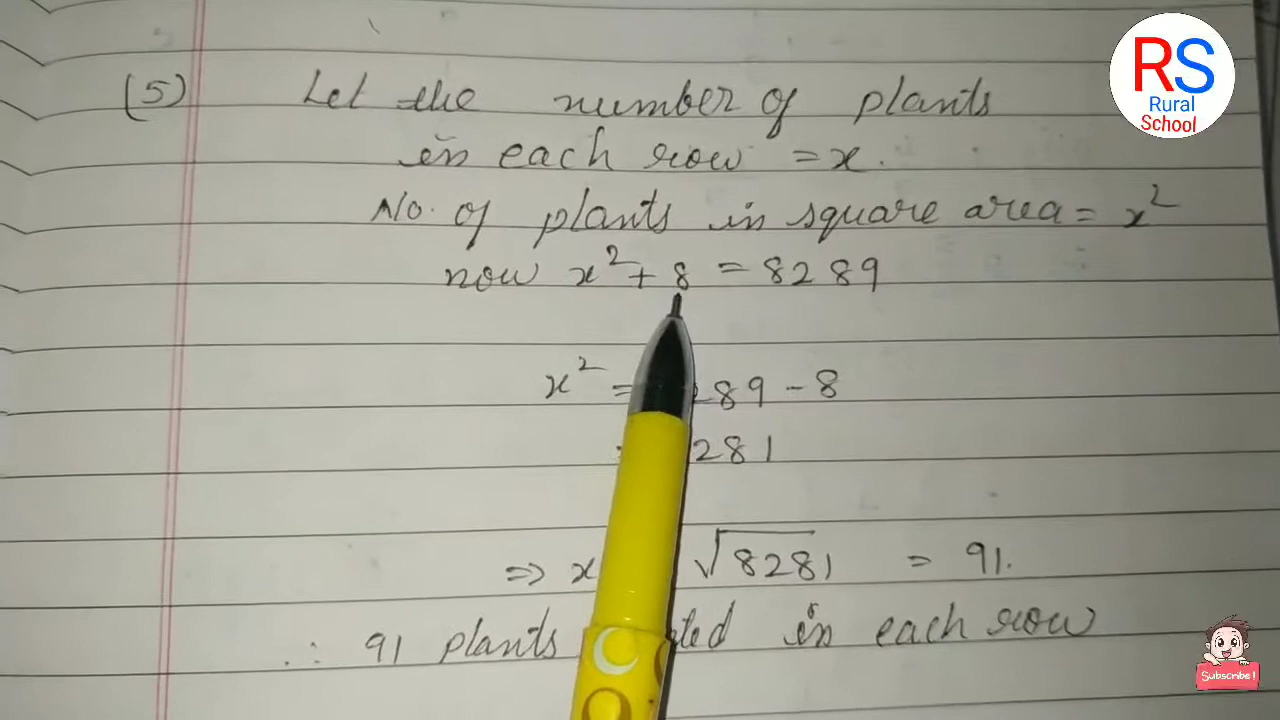 RS
Rural
School
(5) Let the number of plants
in each row = x.
No. of plants in square area = x²
now x² + 8 = 8289
x² = 289 - 8
281
⇒ x √8281 = 91.
∴ 91 plants ted in each row
Subscribe!